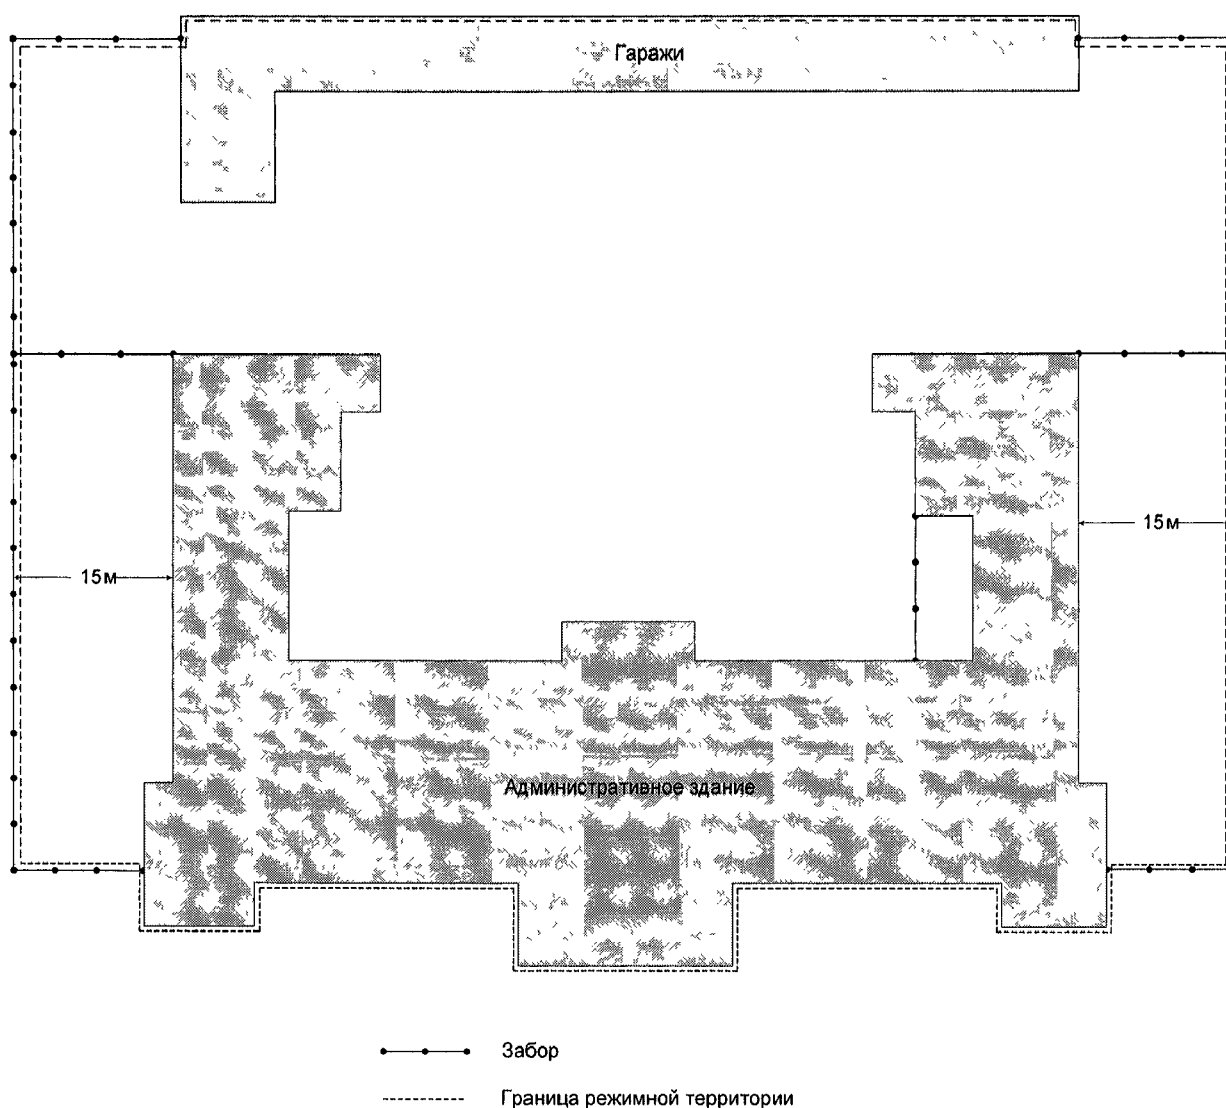 Гаражи
15м
15м
Административное здание
Забор
Граница режимной территории